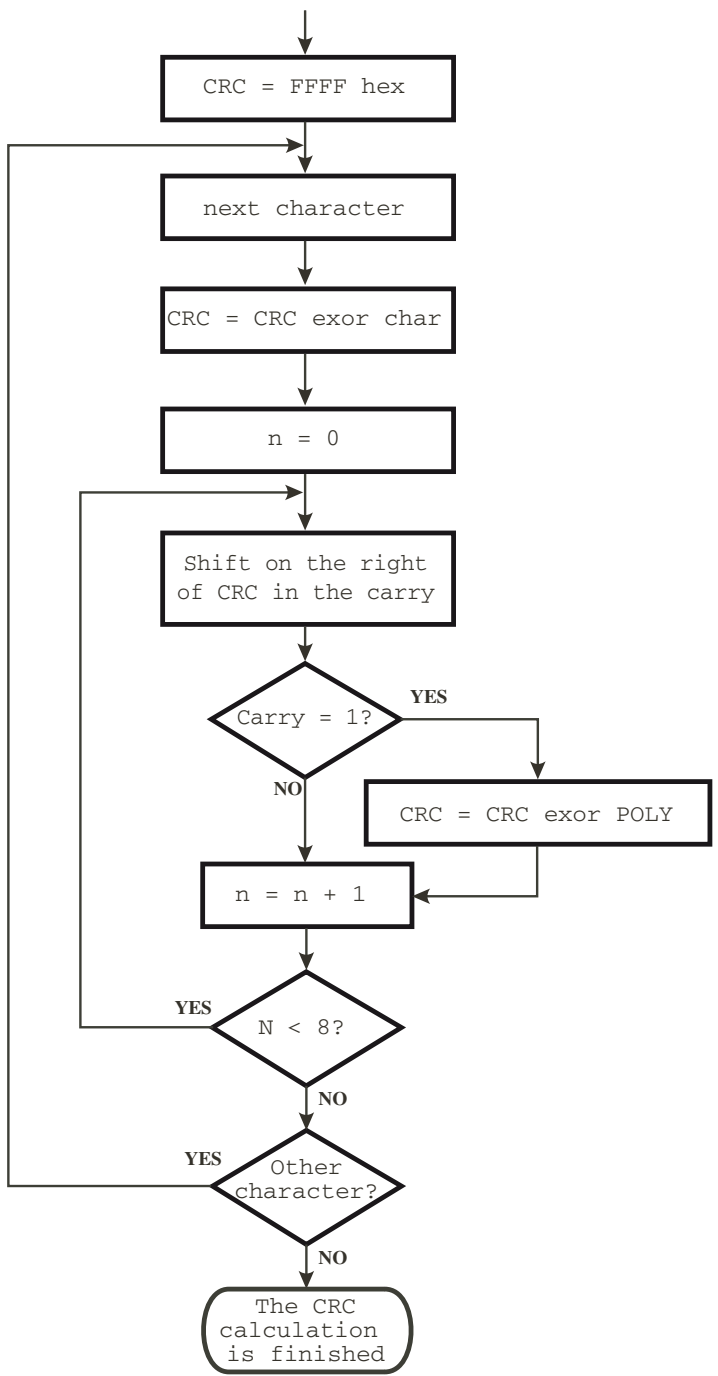 CRC = FFFF hex
next character
CRC = CRC exor char
n = 0
Shift on the right
of CRC in the carry
Carry = 1?
YES
NO
CRC = CRC exor POLY
n = n + 1
N < 8?
YES
NO
Other
character?
YES
NO
The CRC
calculation
is finished